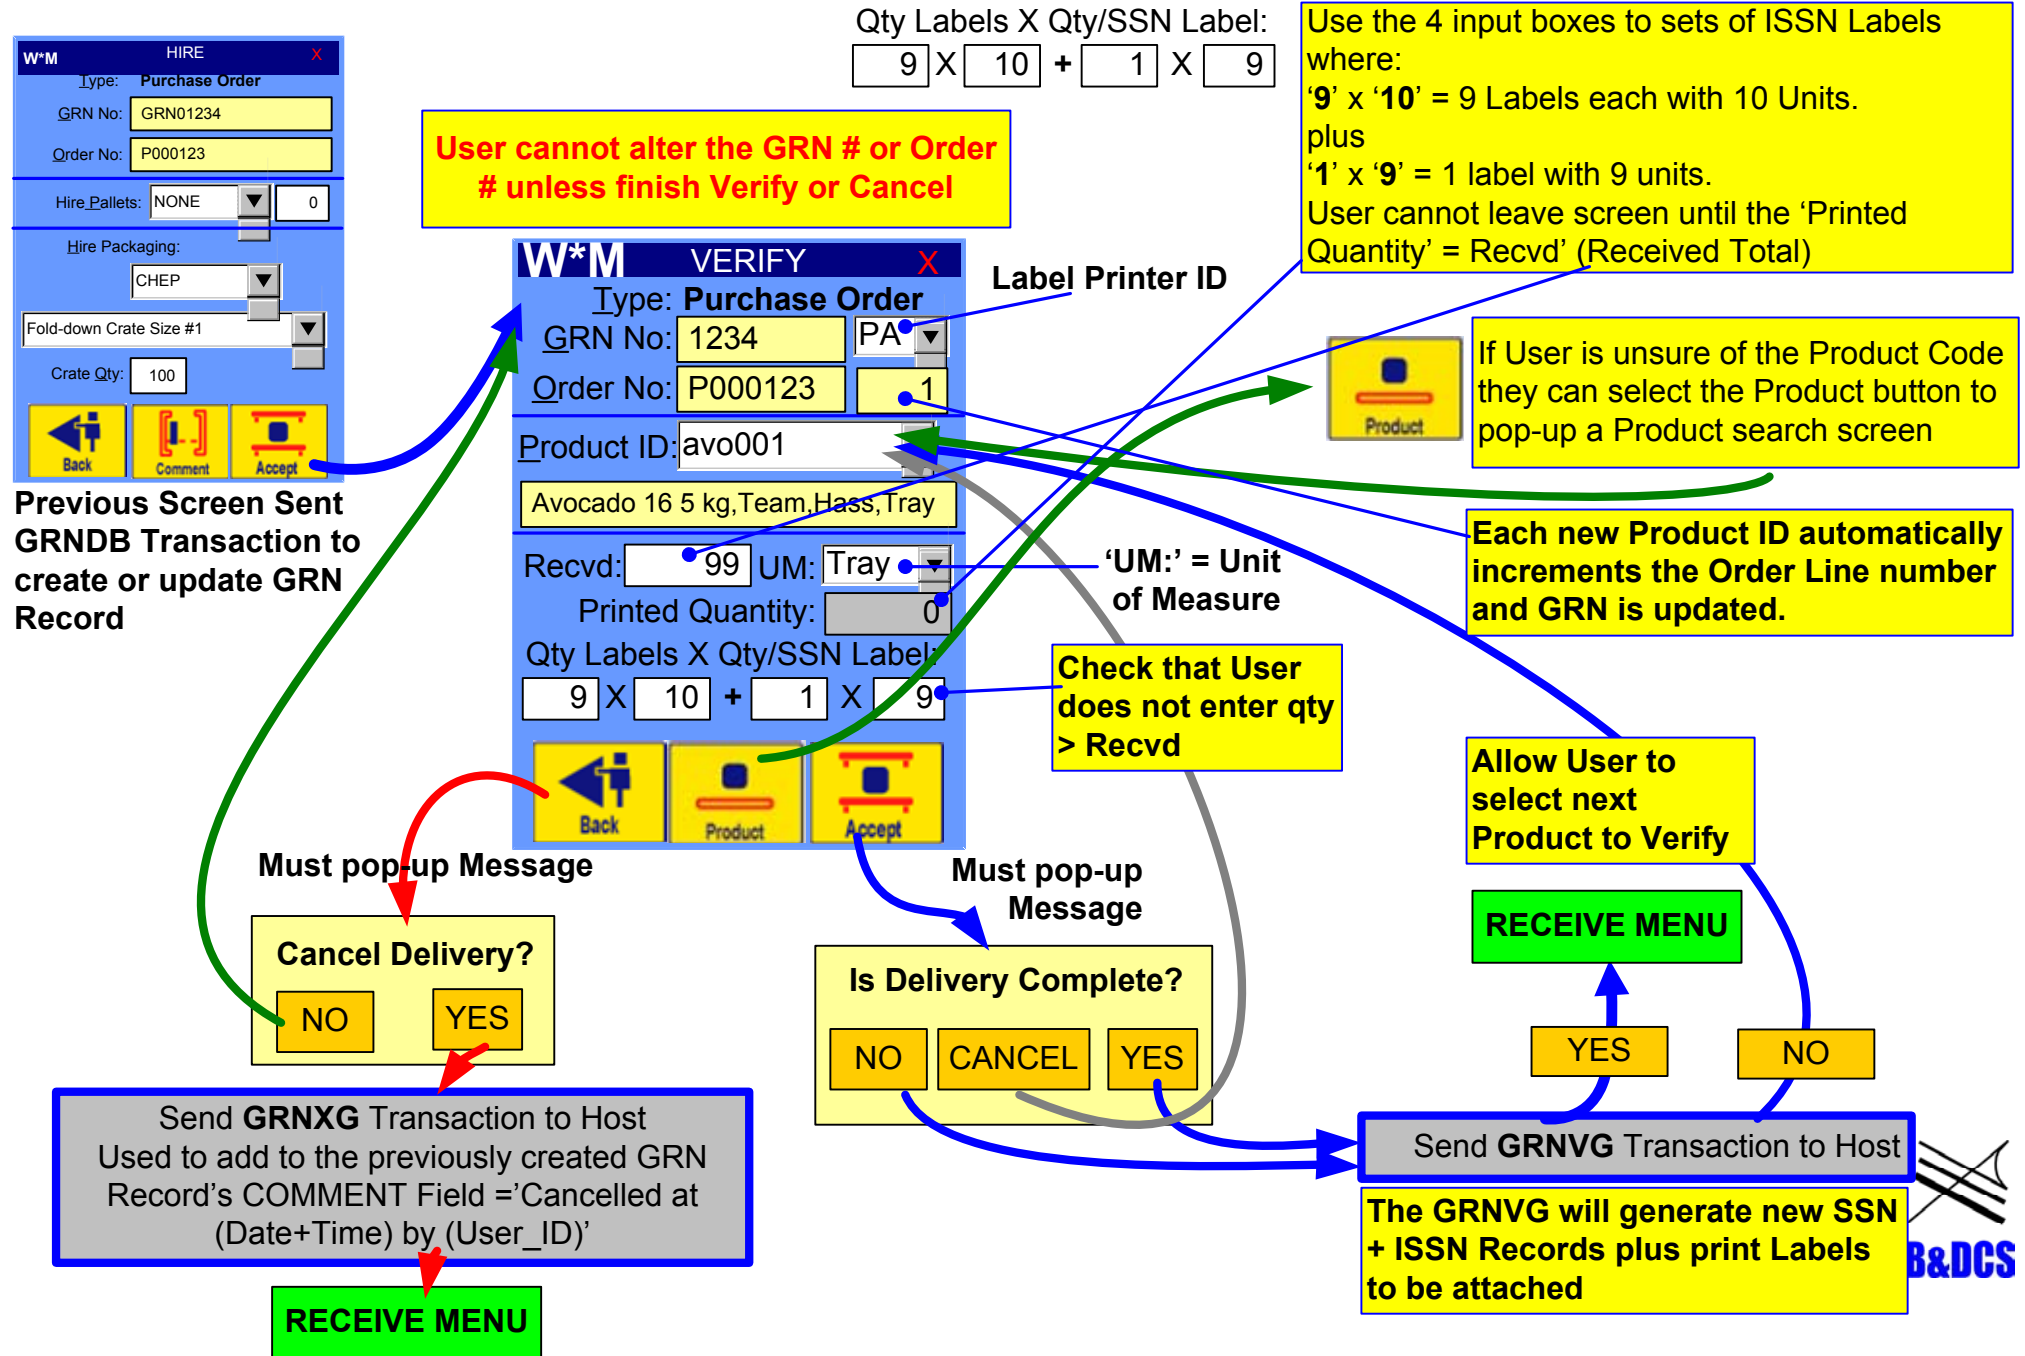 Qty Labels X Qty/SSN Label:
9 X 10 + 1 X 9
Use the 4 input boxes to sets of ISSN Labels
where:
‘9’ x ‘10’ = 9 Labels each with 10 Units.
plus
‘1’ x ‘9’ = 1 label with 9 units.
User cannot leave screen until the ‘Printed
Quantity’ = Recvd’ (Received Total)
W*M HIRE X
Type: Purchase Order
GRN No: GRN01234
Order No: P000123
Hire Pallets: NONE 0
Hire Packaging:
CHEP
Fold-down Crate Size #1
Crate Qty: 100
Back Comment Accept
Previous Screen Sent
GRNDB Transaction to
create or update GRN
Record
User cannot alter the GRN # or Order
# unless finish Verify or Cancel
W*M VERIFY X
Type: Purchase Order
GRN No: 1234 PA
Order No: P000123 1
Product ID: avo001
Avocado 16 5 kg,Team,Hass,Tray
Recvd: 99 UM: Tray
Printed Quantity: 0
Qty Labels X Qty/SSN Label:
9 X 10 + 1 X 9
Back Product Accept
Label Printer ID
Product
If User is unsure of the Product Code
they can select the Product button to
pop-up a Product search screen
Each new Product ID automatically
increments the Order Line number
and GRN is updated.
‘UM:’ = Unit
of Measure
Check that User
does not enter qty
> Recvd
Allow User to
select next
Product to Verify
Must pop-up Message
Cancel Delivery?
NO YES
Send GRNXG Transaction to Host
Used to add to the previously created GRN
Record’s COMMENT Field =’Cancelled at
(Date+Time) by (User_ID)’
RECEIVE MENU
Must pop-up
Message
Is Delivery Complete?
NO CANCEL YES
RECEIVE MENU
YES NO
Send GRNVG Transaction to Host
The GRNVG will generate new SSN
+ ISSN Records plus print Labels
to be attached
B&DCS